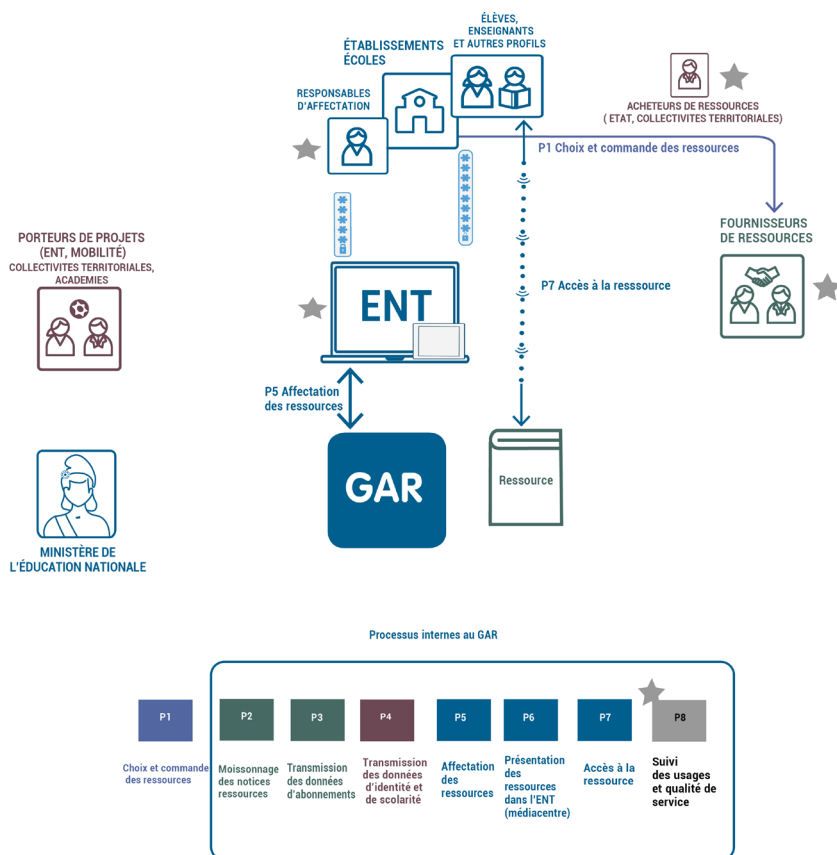 ÉLÈVES,
ENSEIGNANTS
ET AUTRES PROFILS
ÉTABLISSEMENTS
ÉCOLES
RESPONSABLES
D'AFFECTATION
ACHETEURS DE RESSOURCES
( ETAT, COLLECTIVITES TERRITORIALES)
P1 Choix et commande des ressources
PORTEURS DE PROJETS
(ENT, MOBILITÉ)
COLLECTIVITES TERRITORIALES,
ACADEMIES
FOURNISSEURS
DE RESSOURCES
ENT
P7 Accès à la resssource
P5 Affectation
des ressources
GAR
Ressource
MINISTÈRE DE
L'ÉDUCATION NATIONALE
Processus internes au GAR
P1
Choix et commande
des ressources
P2
Moissonnage
des notices
ressources
P3
Transmission
des données
d'abonnements
P4
Transmission
des données
d'identité et
de scolarité
P5
Affectation
des
ressources
P6
Présentation
des
ressources
dans l'ENT
(médiacentre)
P7
Accès à la
ressource
P8
Suivi
des usages
et qualité de
service